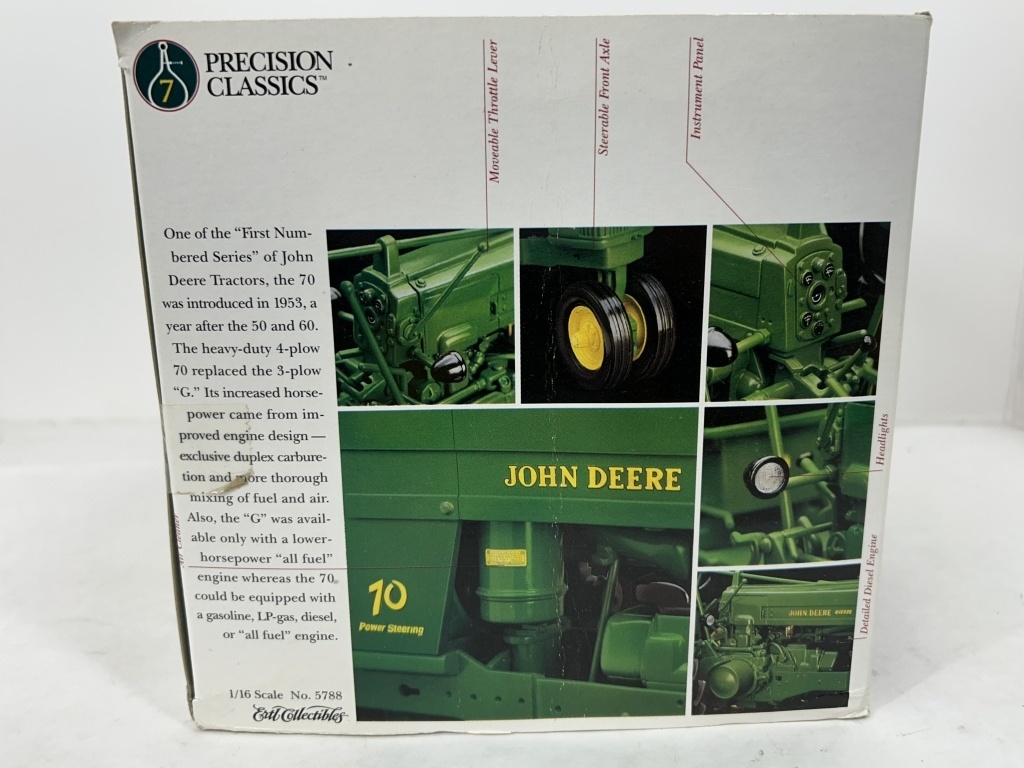 7
PRECISION
CLASSICS™
Moveable Throttle Lever
Steerable Front Axle
Instrument Panel
One of the “First Num-
bered Series” of John
Deere Tractors, the 70
was introduced in 1953, a
year after the 50 and 60.
The heavy-duty 4-plow
70 replaced the 3-plow
“G.” Its increased horse-
power came from im-
proved engine design —
exclusive duplex carbure-
tion and more thorough
mixing of fuel and air.
Also, the “G” was avail-
able only with a lower-
horsepower “all fuel”
engine whereas the 70
could be equipped with
a gasoline, LP-gas, diesel,
or “all fuel” engine.
Air Cleaner
JOHN DEERE
70
Power Steering
Headlights
Detailed Diesel Engine
JOHN DEERE DIESEL
1/16 Scale No. 5788
Ertl Collectibles